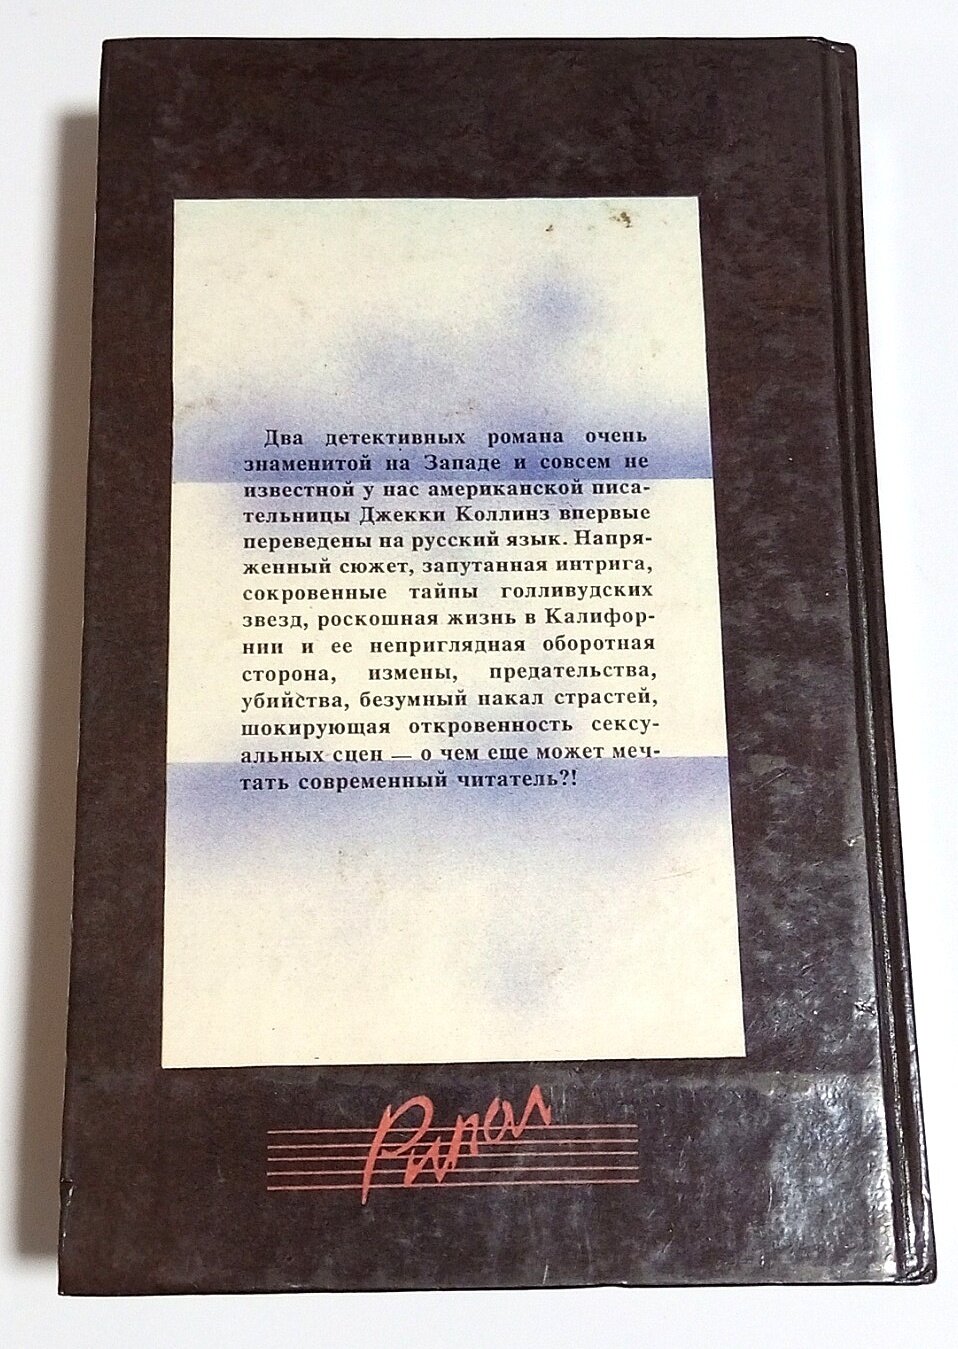 Два детективных романа очень
знаменитой на Западе и совсем не
известной у нас американской писа-
тельницы Джекки Коллинз впервые
переведены на русский язык. Напря-
женный сюжет, запутанная интрига,
сокровенные тайны голливудских
звезд, роскошная жизнь в Калифор-
нии и ее неприглядная оборотная
сторона, измены, предательства,
убийства, безумный накал страстей,
шокирующая откровенность сексу-
альных сцен — о чем еще может меч-
тать современный читатель?!
Рипол